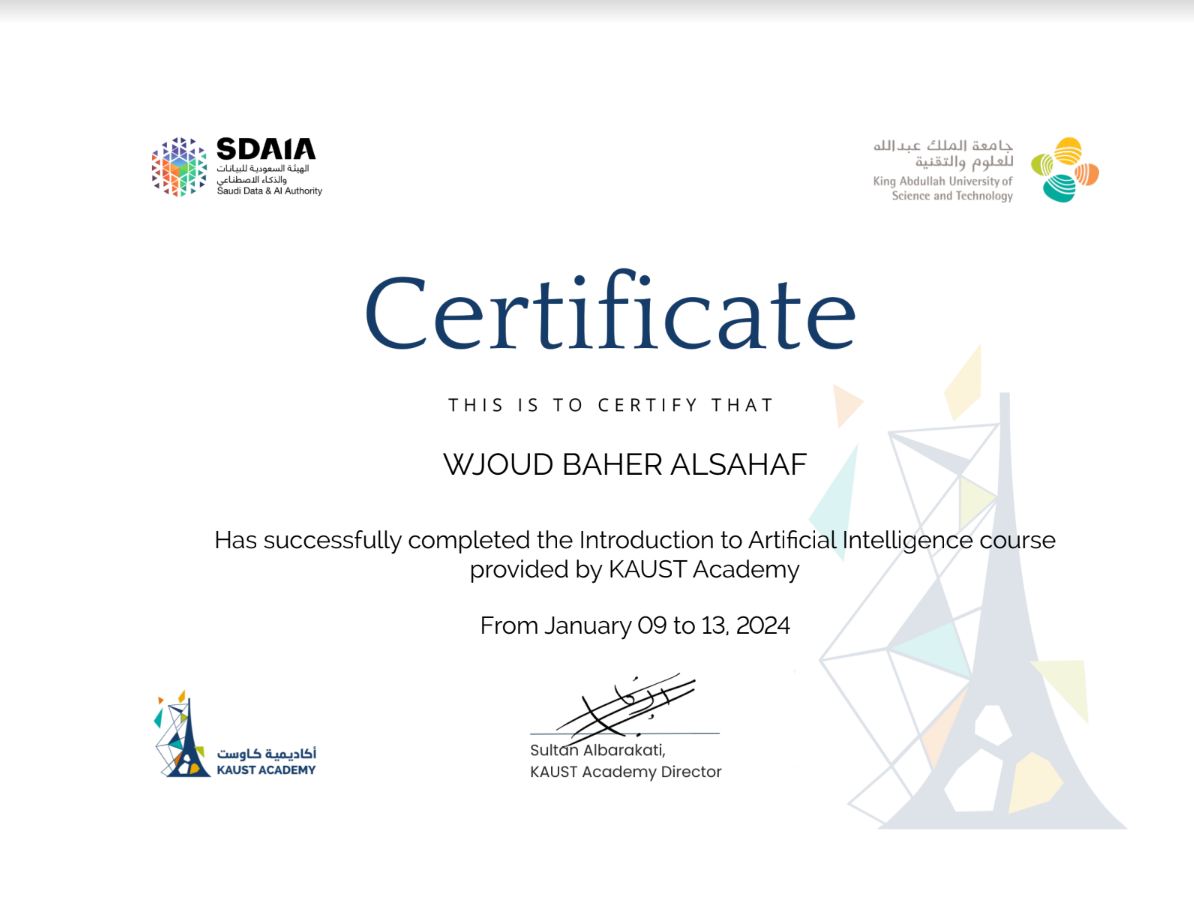 SDAIA
الهيئة السعودية للبيانات
والذكاء الاصطناعي
Saudi Data & AI Authority
جامعة الملك عبدالله
للعلوم والتقنية
King Abdullah University of
Science and Technology
Certificate
THIS IS TO CERTIFY THAT
WJOUD BAHER ALSAHAF
Has successfully completed the Introduction to Artificial Intelligence course
provided by KAUST Academy
From January 09 to 13, 2024
أكاديمية كاوست
KAUST ACADEMY
Sultan Albarakati,
KAUST Academy Director